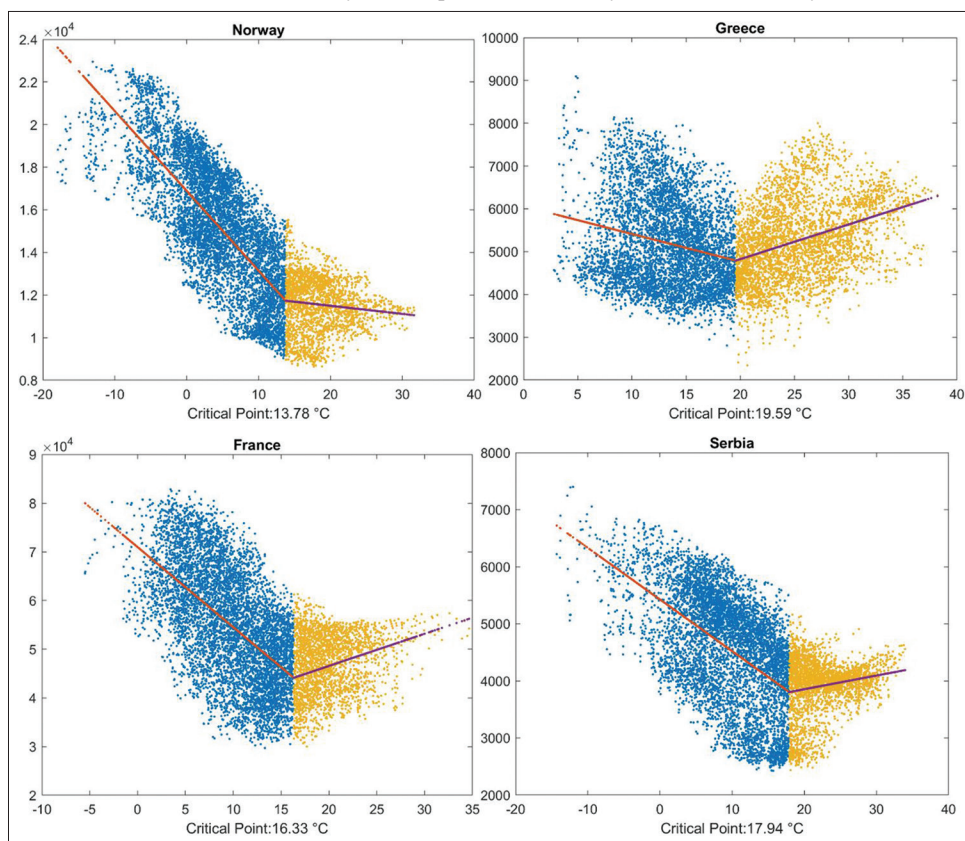 Norway
×10⁴
2.4
2.2
2
1.8
1.6
1.4
1.2
1
0.8
-20 -10 0 10 20 30 40
Critical Point:13.78 °C
Greece
10000
9000
8000
7000
6000
5000
4000
3000
2000
0 5 10 15 20 25 30 35 40
Critical Point:19.59 °C
France
×10⁴
9
8
7
6
5
4
3
2
-10 -5 0 5 10 15 20 25 30 35
Critical Point:16.33 °C
Serbia
8000
7000
6000
5000
4000
3000
2000
-20 -10 0 10 20 30 40
Critical Point:17.94 °C